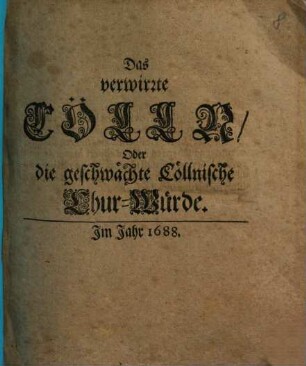 Das
verwirrte
CÖLLN/
Oder
die geschwächte Cöllnische
Chur-Würde.
Im Jahr 1688.